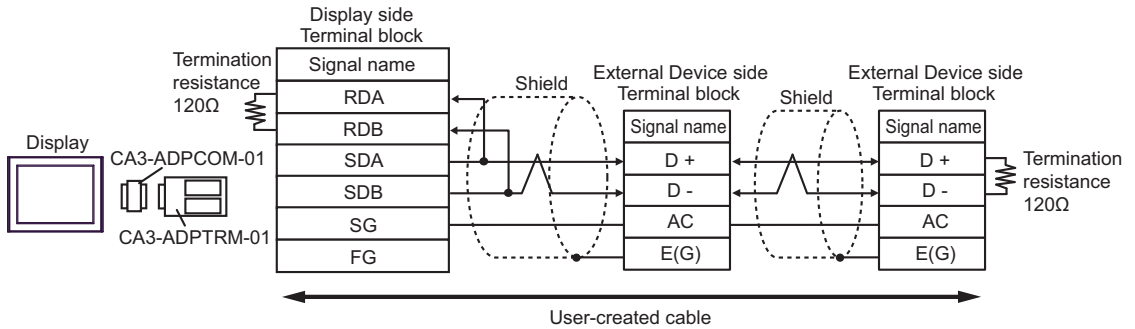 Display side
Terminal block
Termination
resistance
120Ω
Signal name
RDA
RDB
SDA
SDB
SG
FG
Display
CA3-ADPCOM-01
CA3-ADPTRM-01
Shield
External Device side
Terminal block
Signal name
D +
D -
AC
E(G)
Shield
External Device side
Terminal block
Signal name
D +
D -
AC
E(G)
Termination
resistance
120Ω
User-created cable